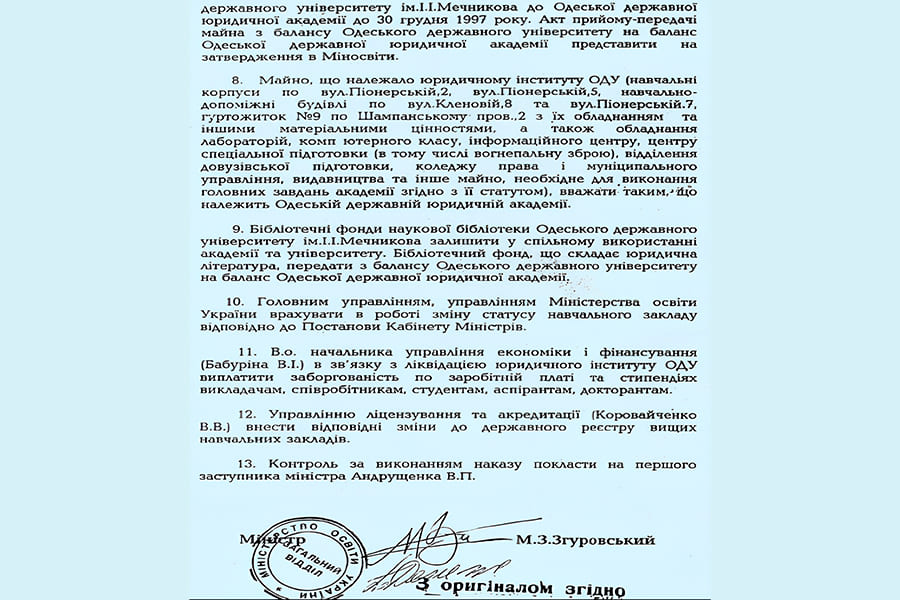 державного університету ім.І.І.Мечникова до Одеської державної
юридичної академії до 30 грудня 1997 року. Акт прийому-передачі
майна з балансу Одеського державного університету на баланс
Одеської державної юридичної академії представити на
затвердження в Міносвіти.
8. Майно, що належало юридичному інституту ОДУ (навчальні
корпуси по вул.Піонерській,2, вул.Піонерській,5, навчально-
допоміжні будівлі по вул.Кленовій,8 та вул.Піонерській.7,
гуртожиток №9 по Шампанському пров.,2 з їх обладнанням та
іншими матеріальними цінностями, а також обладнання
лабораторій, комп ютерного класу, інформаційного центру, центру
спеціальної підготовки (в тому числі вогнепальну зброю), відділення
довузівської підготовки, коледжу права і муніципального
управління, видавництва та інше майно, необхідне для виконання
головних завдань академії згідно з її статутом), вважати таким, що
належить Одеській державній юридичній академії.
9. Бібліотечні фонди наукової бібліотеки Одеського державного
університету ім.І.І.Мечникова залишити у спільному використанні
академії та університету. Бібліотечний фонд, що складає юридична
література, передати з балансу Одеського державного університету
на баланс Одеської державної юридичної академії.
10. Головним управлінням, управлінням Міністерства освіти
України врахувати в роботі зміну статусу навчального закладу
відповідно до Постанови Кабінету Міністрів.
11. В.о. начальника управління економіки і фінансування
(Бабуріна В.І.) в зв'язку з ліквідацією юридичного інституту ОДУ
виплатити заборгованість по заробітній платі та стипендіях
викладачам, співробітникам, студентам, аспірантам, докторантам.
12. Управлінню ліцензування та акредитації (Коровайченко
В.В.) внести відповідні зміни до державного реєстру вищих
навчальних закладів.
13. Контроль за виконанням наказу покласти на першого
заступника міністра Андрущенка В.П.
Міністр М.З.Згуровський
МІНІСТЕРСТВО ОСВІТИ УКРАЇНИ
ЗАГАЛЬНИЙ
ВІДДІЛ
З оригіналом згідно